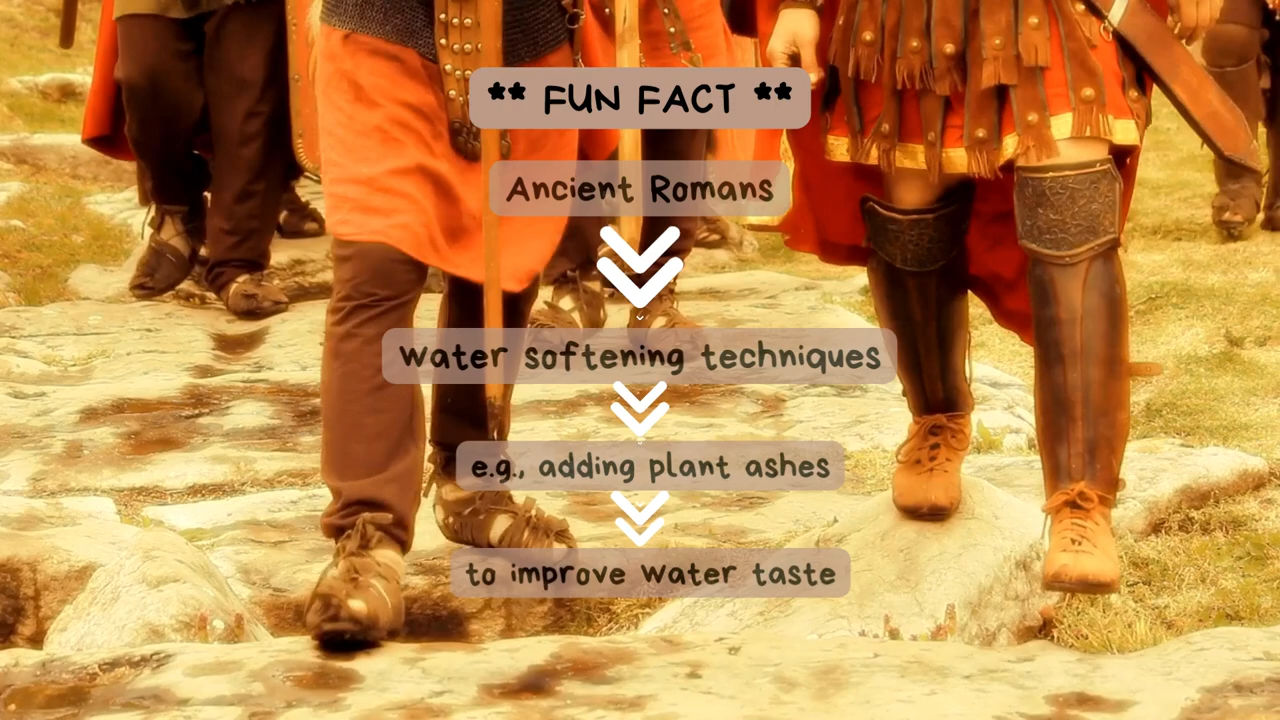 ** FUN FACT **
Ancient Romans
water softening techniques
e.g., adding plant ashes
to improve water taste